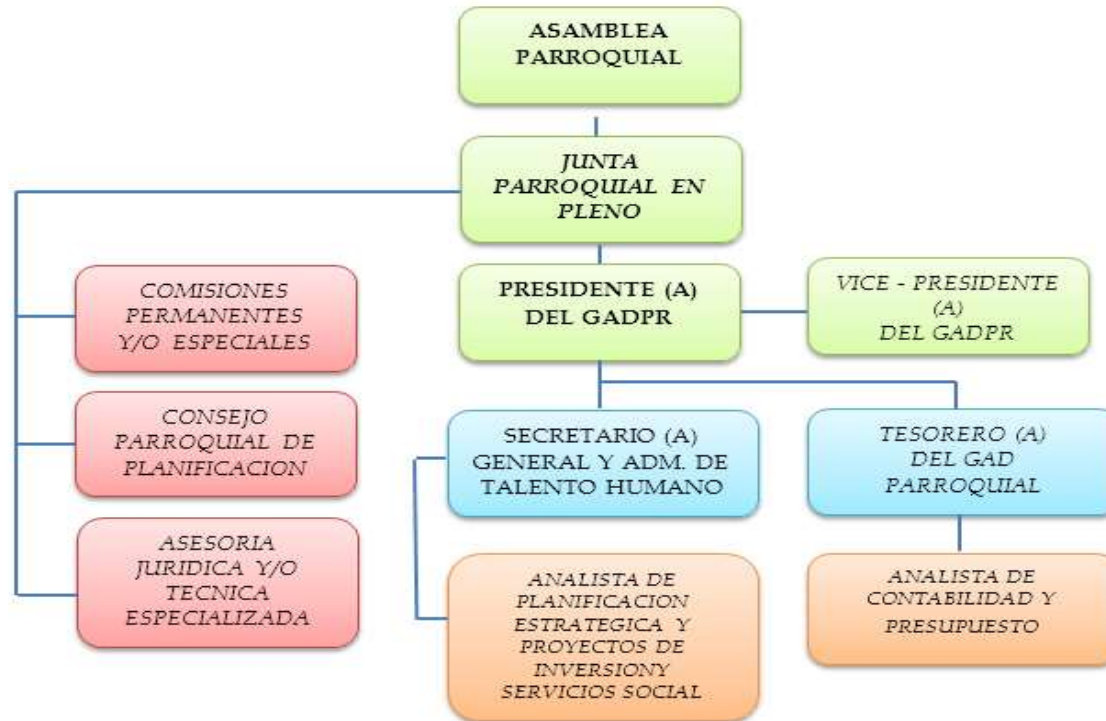 ASAMBLEA
PARROQUIAL
JUNTA
PARROQUIAL EN
PLENO
PRESIDENTE (A)
DEL GADPR
VICE - PRESIDENTE
(A)
DEL GADPR
COMISIONES
PERMANENTES
Y/O ESPECIALES
CONSEJO
PARROQUIAL DE
PLANIFICACION
ASESORIA
JURIDICA Y/O
TECNICA
ESPECIALIZADA
SECRETARIO (A)
GENERAL Y ADM. DE
TALENTO HUMANO
TESORERO (A)
DEL GAD
PARROQUIAL
ANALISTA DE
PLANIFICACION
ESTRATEGICA Y
PROYECTOS DE
INVERSIONY
SERVICIOS SOCIAL
ANALISTA DE
CONTABILIDAD Y
PRESUPUESTO